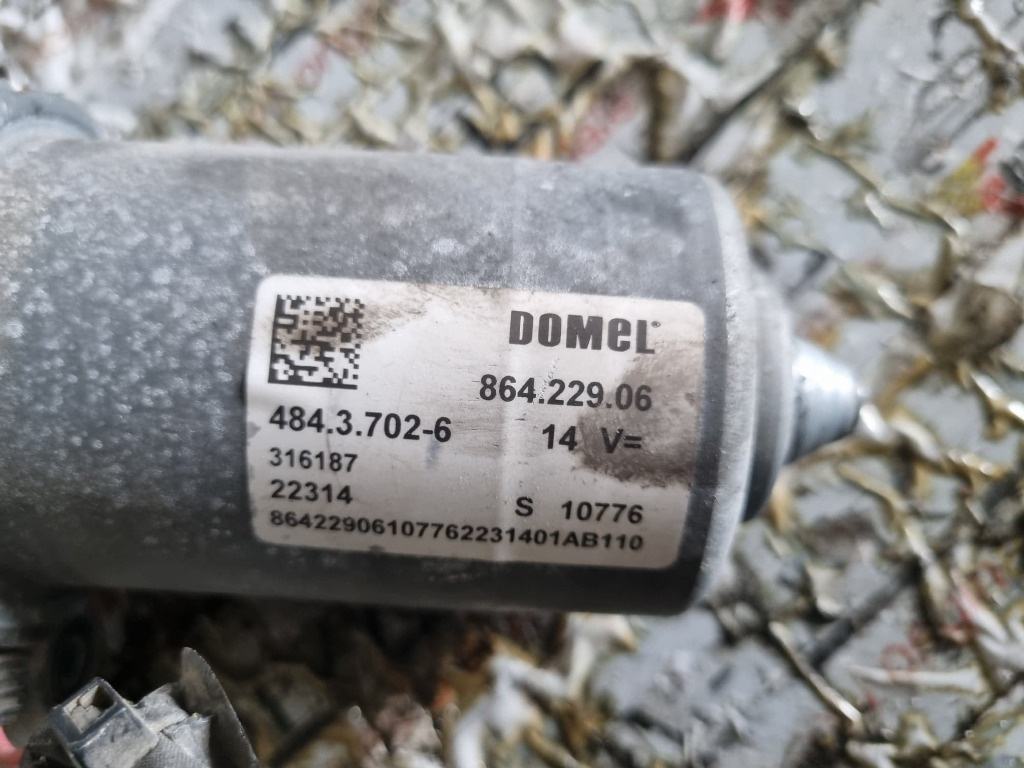 DOMEL®
864.229.06
484.3.702-6
14 V=
316187
22314
S 10776
86422906107762231401AB110